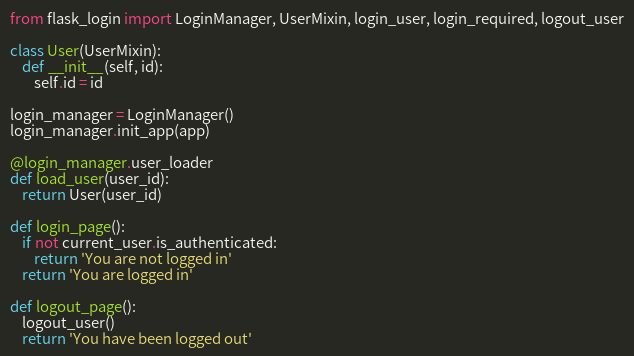 from flask_login import LoginManager, UserMixin, login_user, login_required, logout_user

class User(UserMixin):
    def __init__(self, id):
        self.id = id

login_manager = LoginManager()
login_manager.init_app(app)

@login_manager.user_loader
def load_user(user_id):
    return User(user_id)

def login_page():
    if not current_user.is_authenticated:
        return 'You are not logged in'
    return 'You are logged in'

def logout_page():
    logout_user()
    return 'You have been logged out'